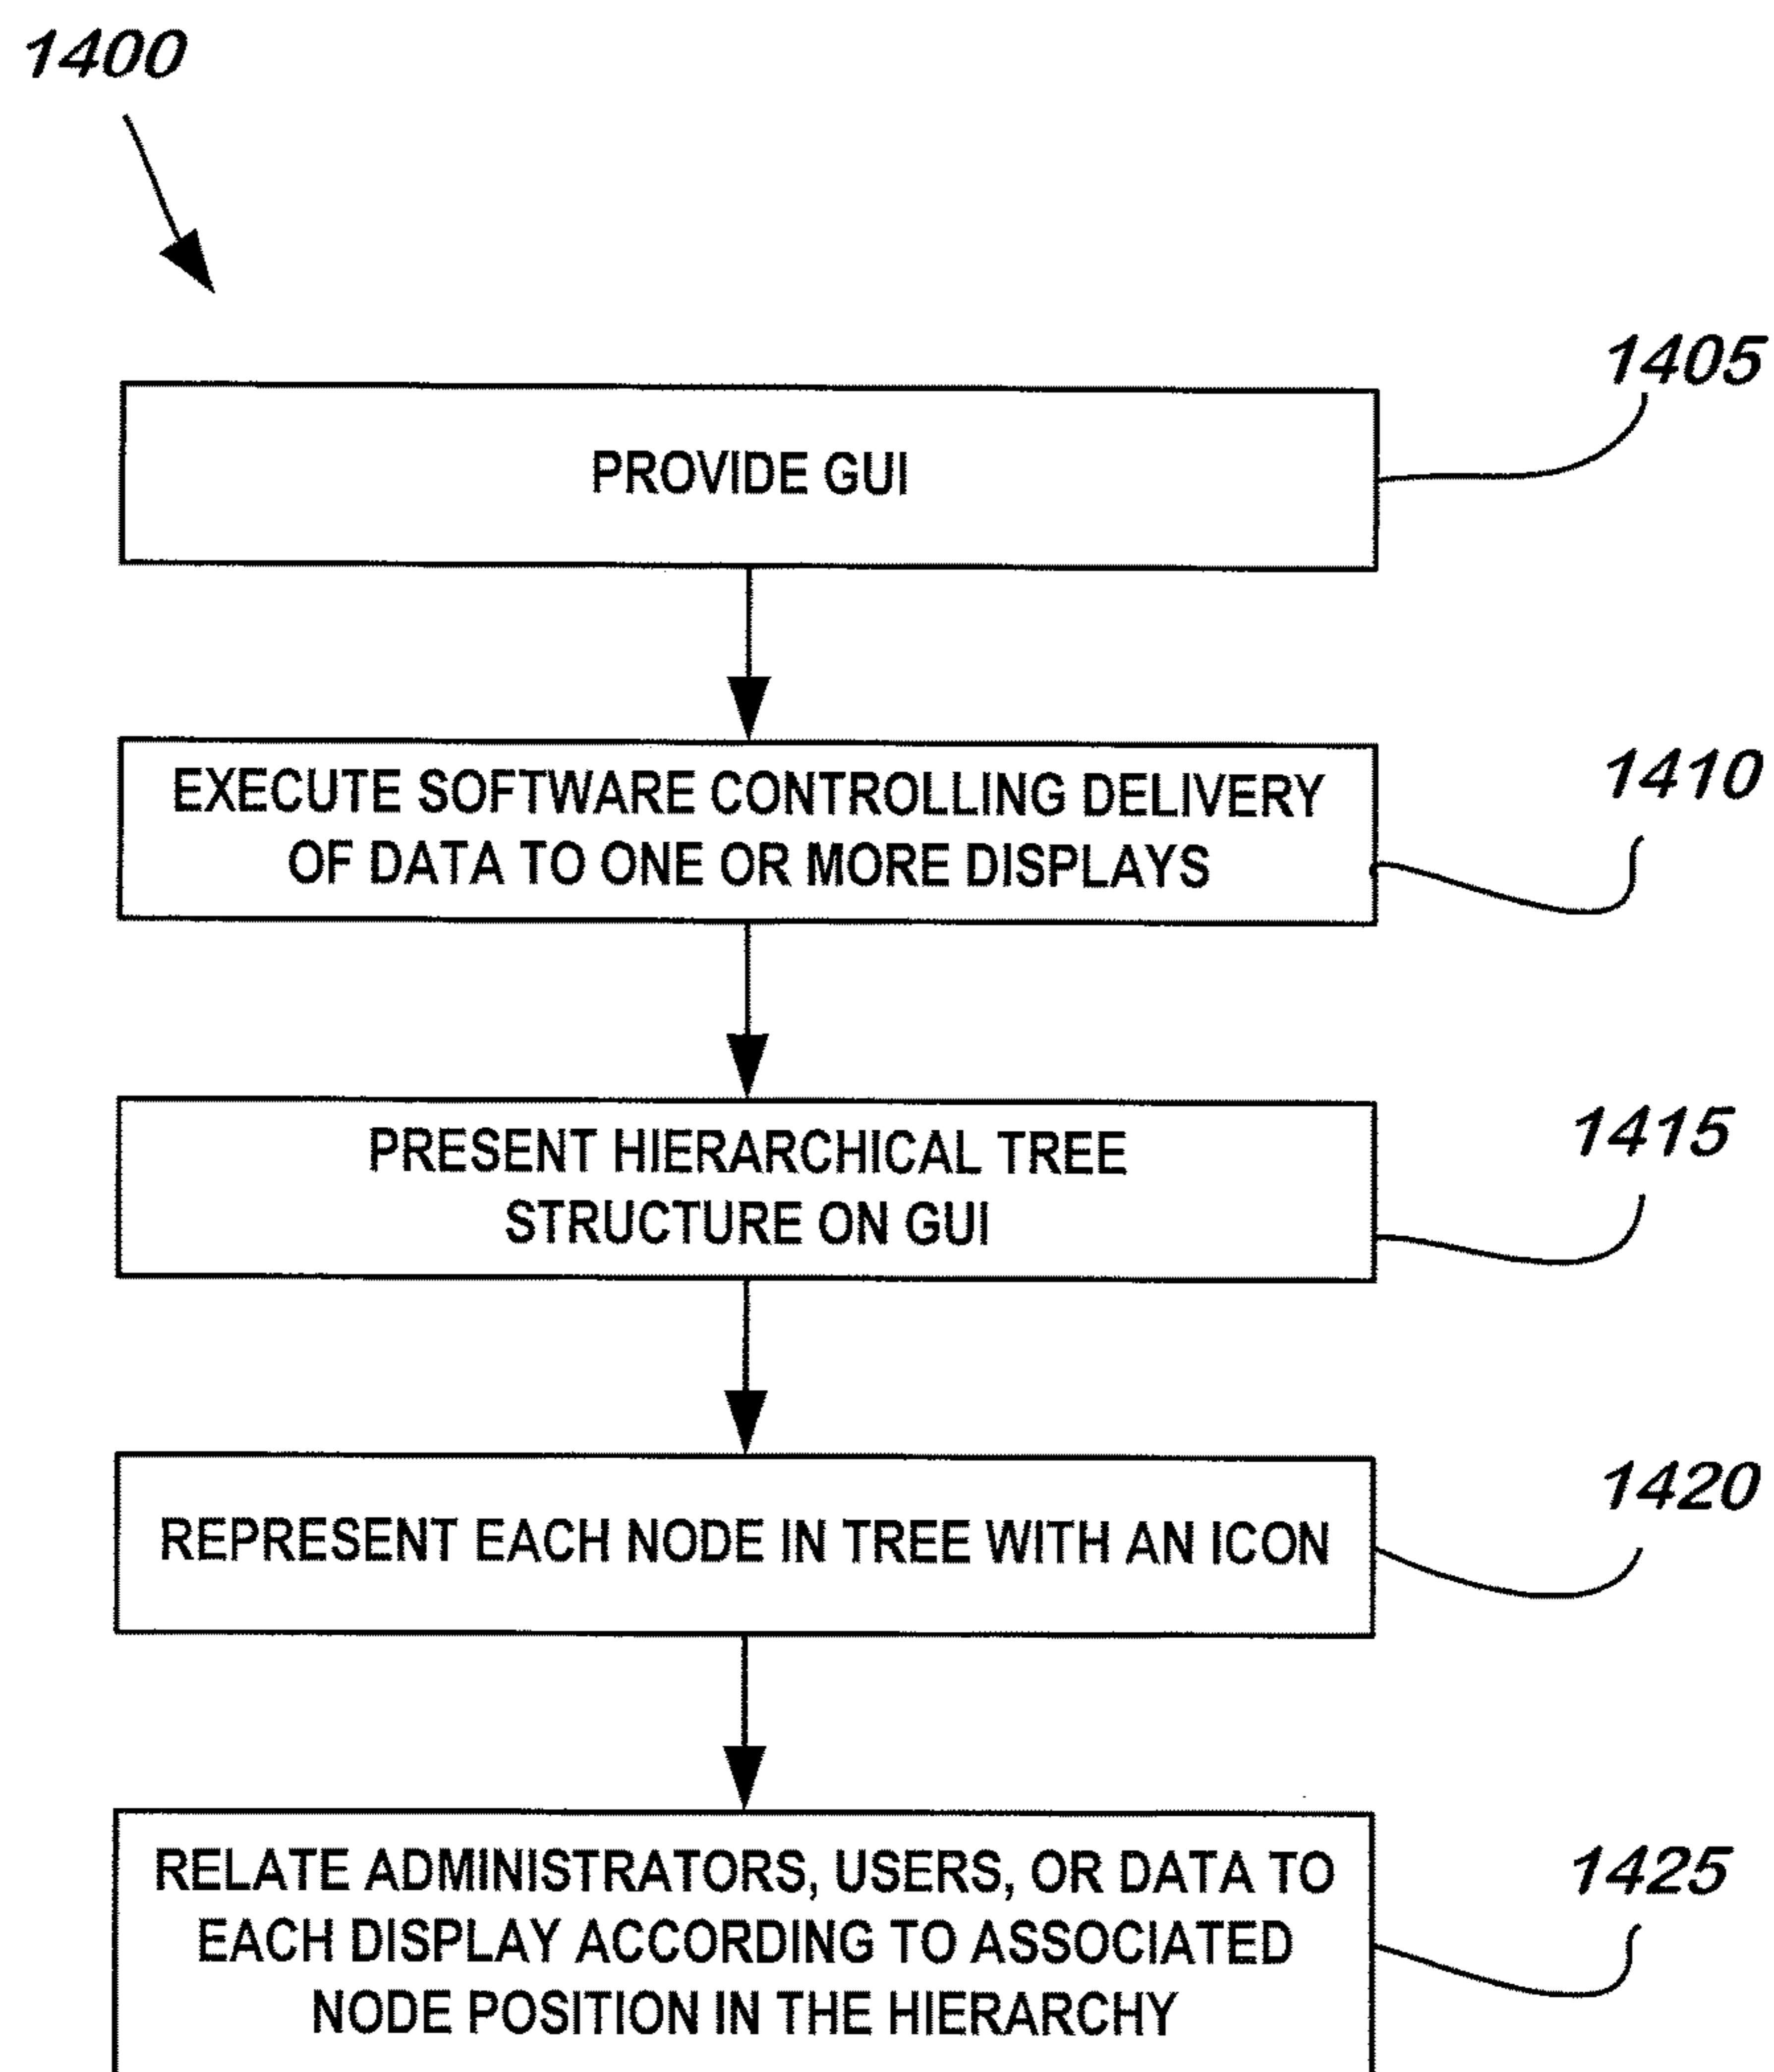 1400
1405
PROVIDE GUI
1410
EXECUTE SOFTWARE CONTROLLING DELIVERY
OF DATA TO ONE OR MORE DISPLAYS
1415
PRESENT HIERARCHICAL TREE
STRUCTURE ON GUI
1420
REPRESENT EACH NODE IN TREE WITH AN ICON
1425
RELATE ADMINISTRATORS, USERS, OR DATA TO
EACH DISPLAY ACCORDING TO ASSOCIATED
NODE POSITION IN THE HIERARCHY